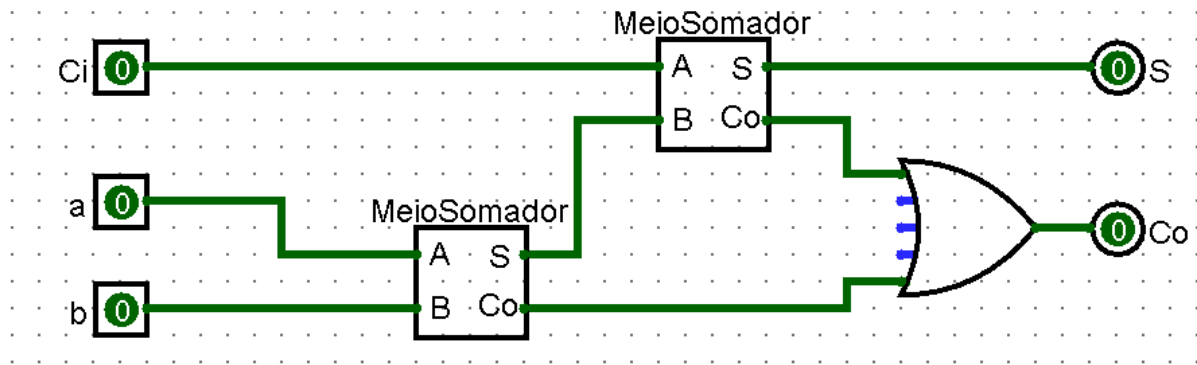 MeioSomador
Ci 0 A S 0 S
B Co
a 0 MeioSomador
A S 0 Co
b 0 B Co